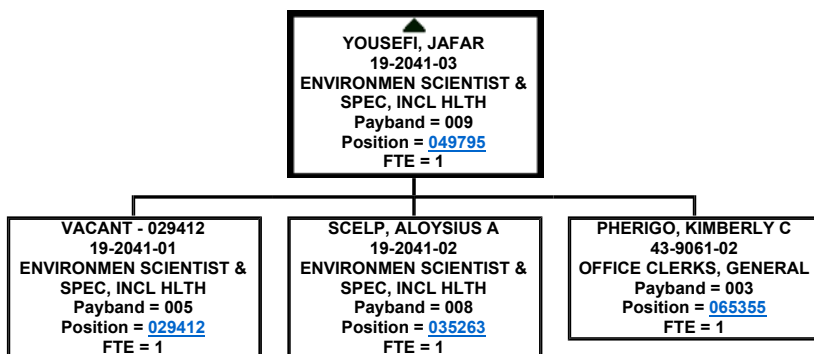 YOUSEFI, JAFAR
19-2041-03
ENVIRONMEN SCIENTIST &
SPEC, INCL HLTH
Payband = 009
Position = 049795
FTE = 1
VACANT - 029412
19-2041-01
ENVIRONMEN SCIENTIST &
SPEC, INCL HLTH
Payband = 005
Position = 029412
FTE = 1
SCELP, ALOYSIUS A
19-2041-02
ENVIRONMEN SCIENTIST &
SPEC, INCL HLTH
Payband = 008
Position = 035263
FTE = 1
PHERIGO, KIMBERLY C
43-9061-02
OFFICE CLERKS, GENERAL
Payband = 003
Position = 065355
FTE = 1